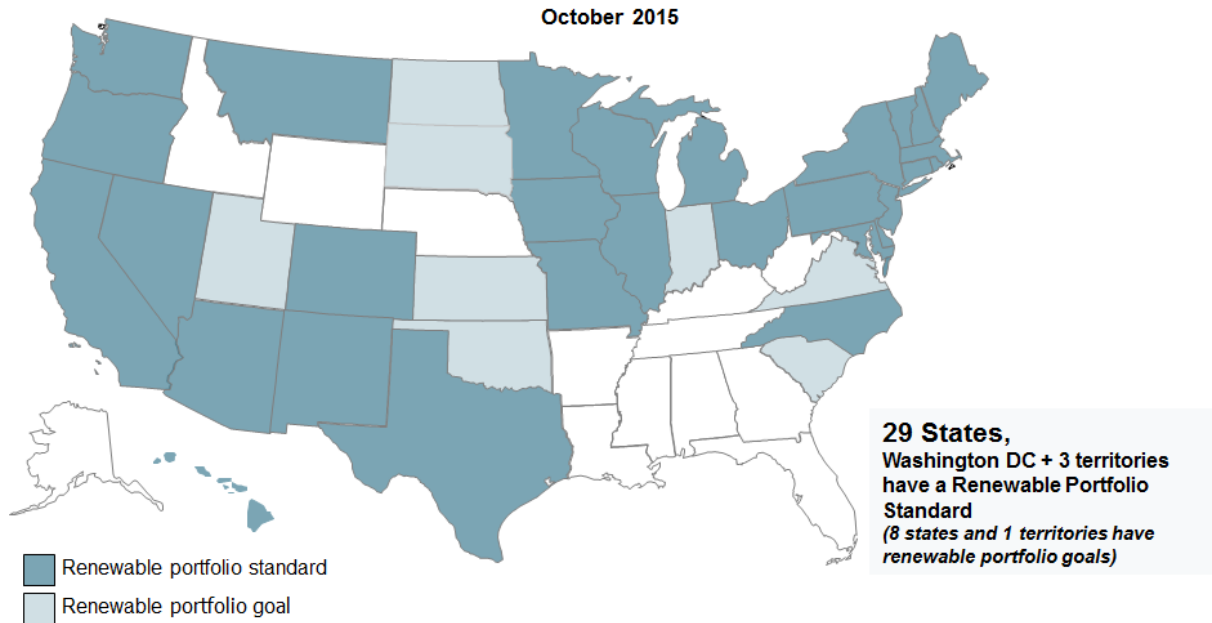 October 2015
29 States,
Washington DC + 3 territories
have a Renewable Portfolio
Standard
(8 states and 1 territories have
renewable portfolio goals)
Renewable portfolio standard
Renewable portfolio goal